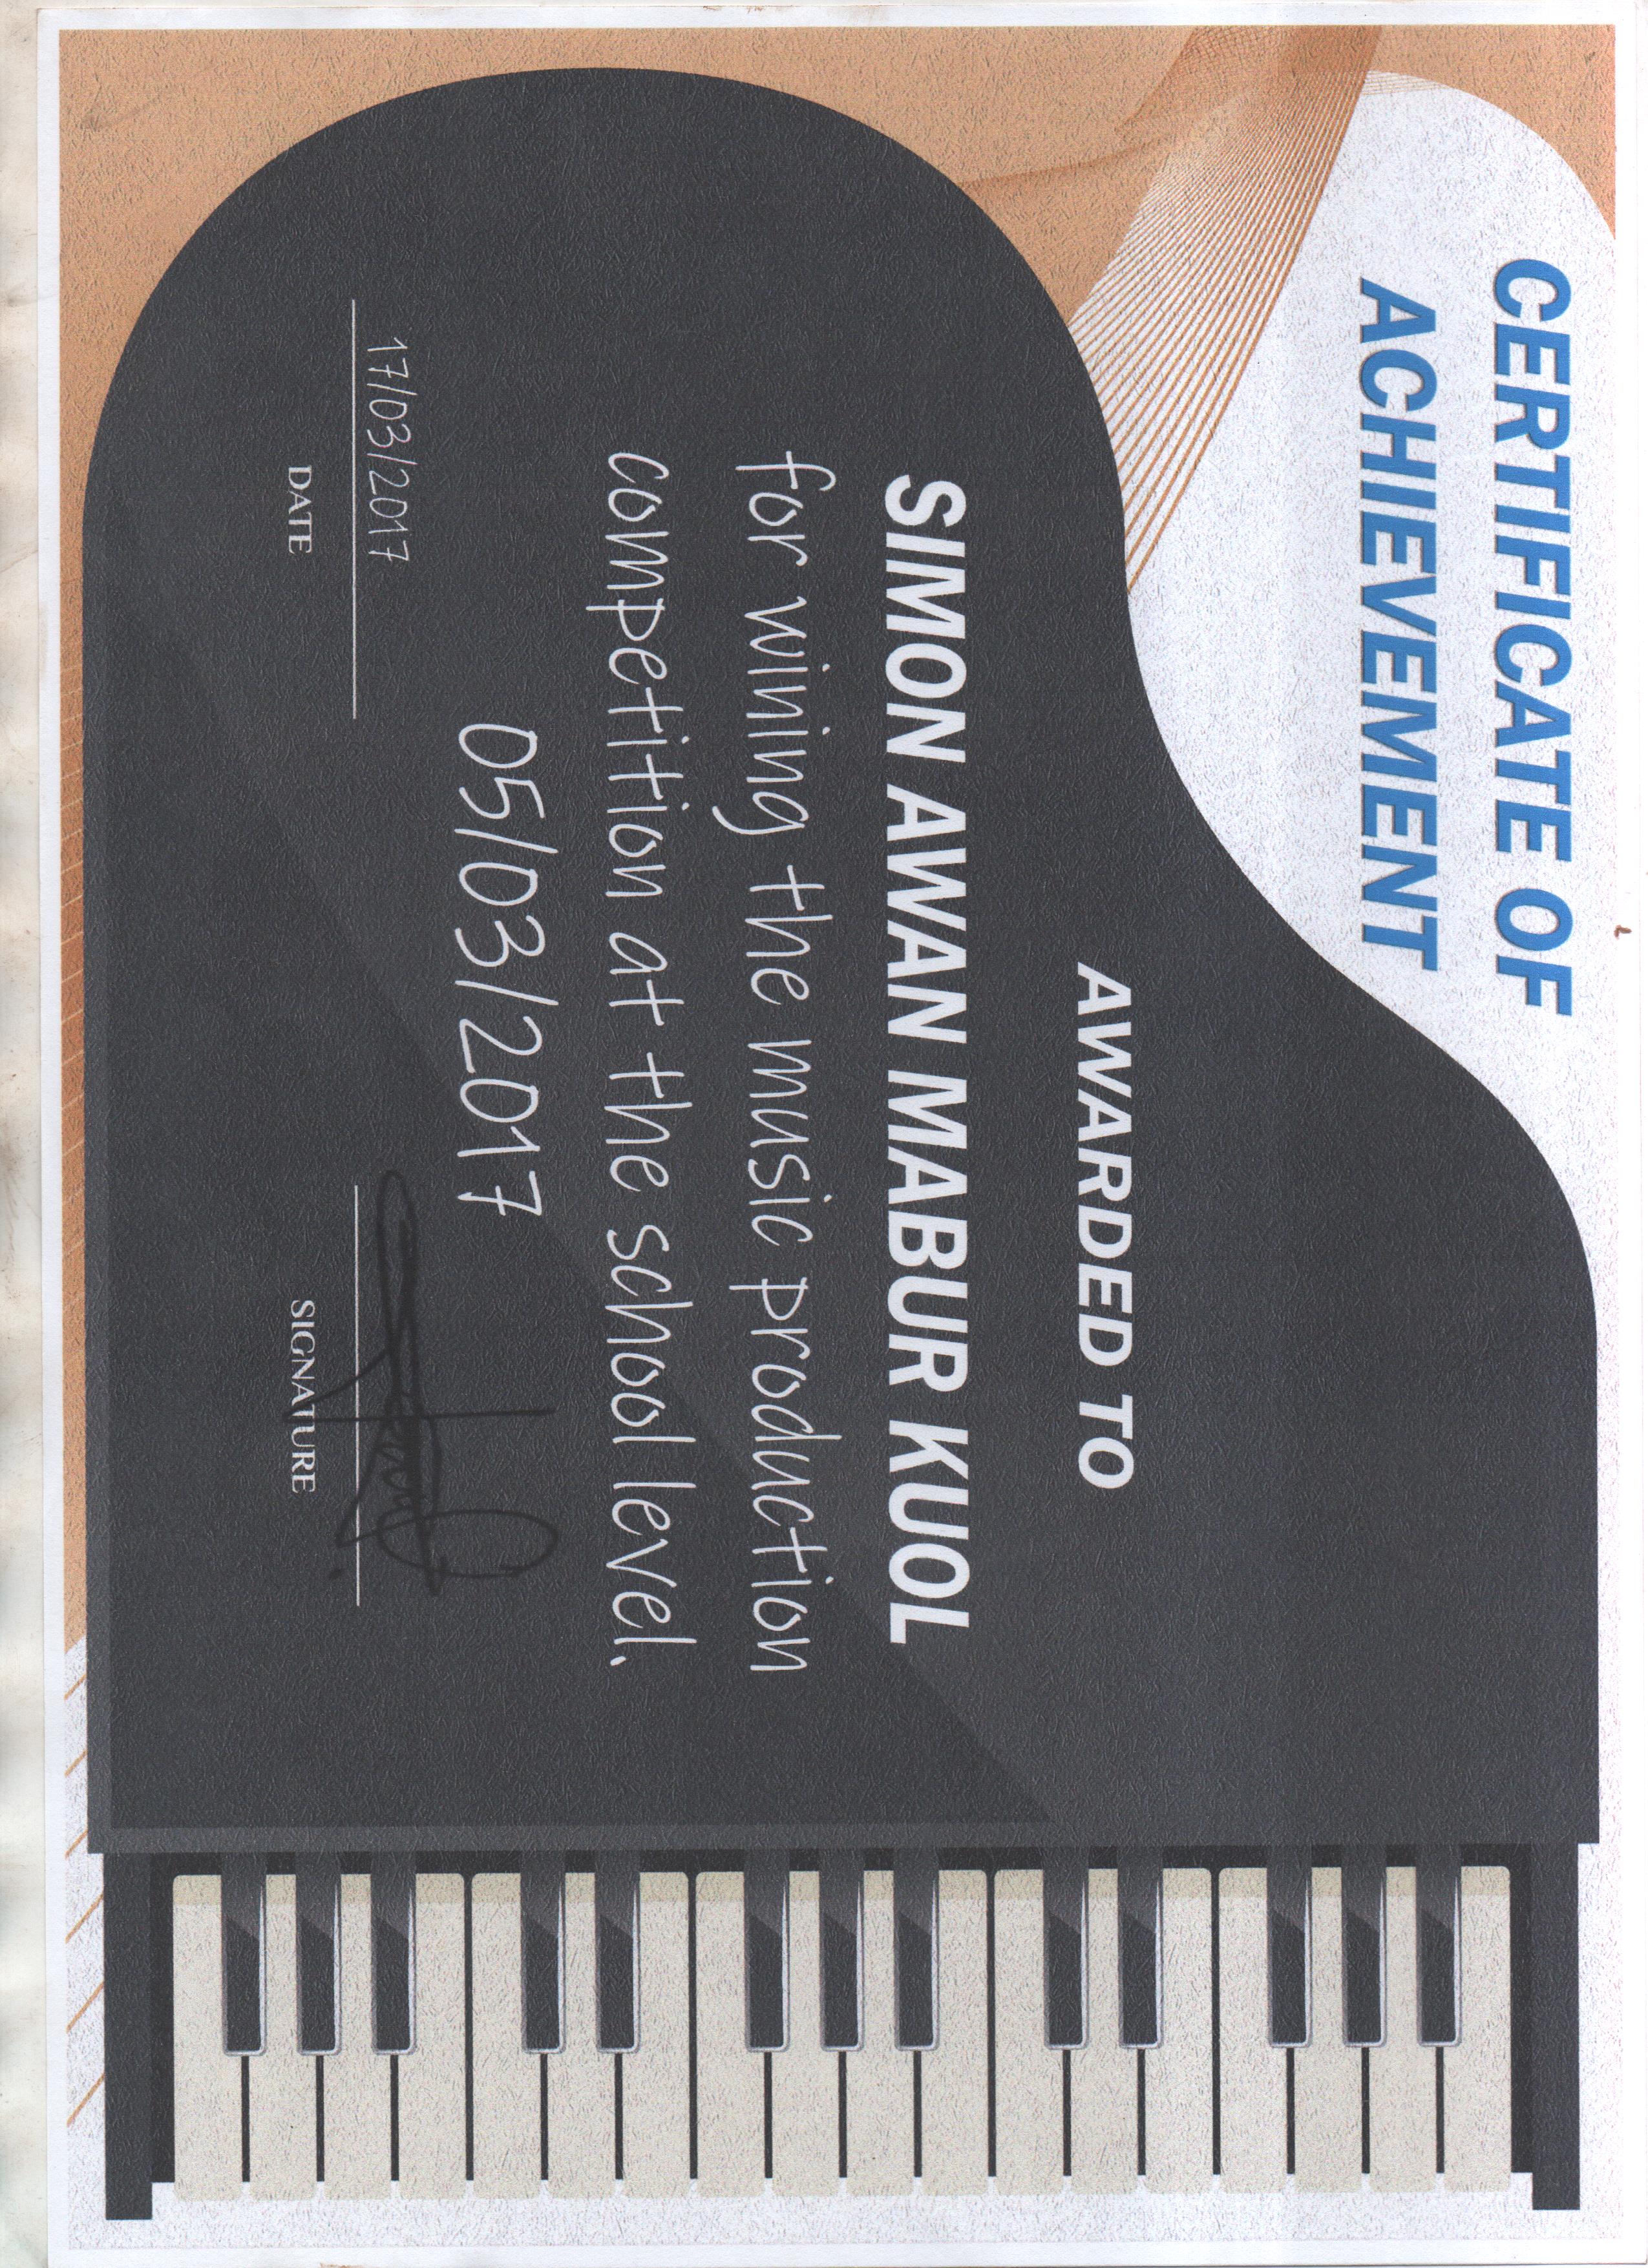 CERTIFICATE OF
ACHIEVEMENT
AWARDED TO
SIMON AWAN MABUR KUOL
for wining the music production
competition at the school level.
05/03/2017
17/03/2017
DATE
SIGNATURE